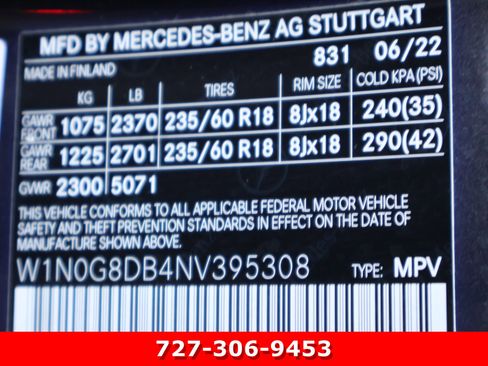 MFD BY MERCEDES-BENZ AG STUTTGART
MADE IN FINLAND 831 06/22
KG LB TIRES RIM SIZE COLD KPA(PSI)
GAWR FRONT 1075 2370 235/60 R18 8Jx18 240(35)
GAWR REAR 1225 2701 235/60 R18 8Jx18 290(42)
GVWR 2300 5071
THIS VEHICLE CONFORMS TO ALL APPLICABLE FEDERAL MOTOR VEHICLE
SAFETY AND THEFT PREVENTION STANDARDS IN EFFECT ON THE DATE OF
MANUFACTURE SHOWN ABOVE.
W1N0G8DB4NV395308 TYPE: MPV
727-306-9453